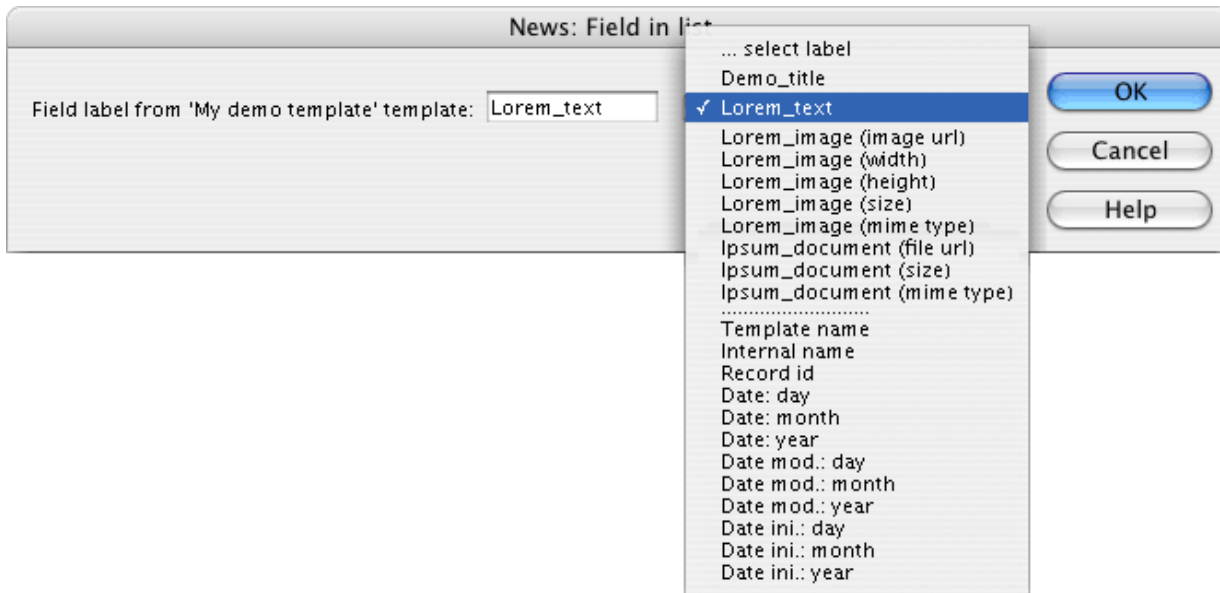 News: Field in list
Field label from 'My demo template' template: Lorem_text
... select label
Demo_title
✓ Lorem_text
Lorem_image (image url)
Lorem_image (width)
Lorem_image (height)
Lorem_image (size)
Lorem_image (mime type)
Ipsum_document (file url)
Ipsum_document (size)
Ipsum_document (mime type)
............................
Template name
Internal name
Record id
Date: day
Date: month
Date: year
Date mod.: day
Date mod.: month
Date mod.: year
Date ini.: day
Date ini.: month
Date ini.: year
OK
Cancel
Help